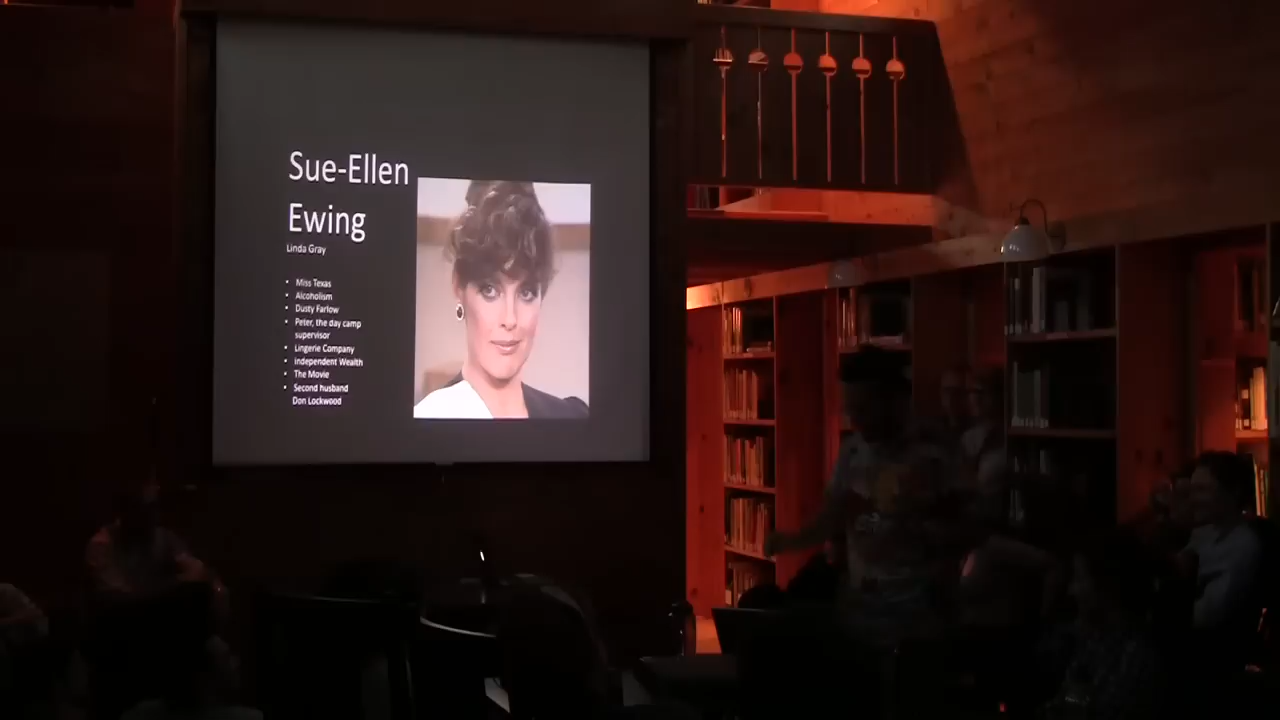 Sue-Ellen
Ewing
Linda Gray
• Miss Texas
• Alcoholism
• Dusty Farlow
• Peter, the day camp
supervisor
• Lingerie Company
• independent Wealth
• The Movie
• Second husband
Don Lockwood